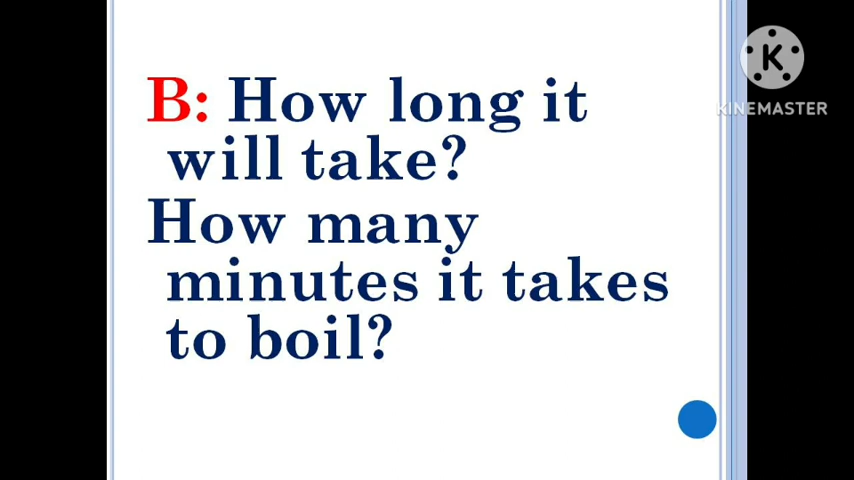 B: How long it
will take?
How many
minutes it takes
to boil?
K
KINEMASTER